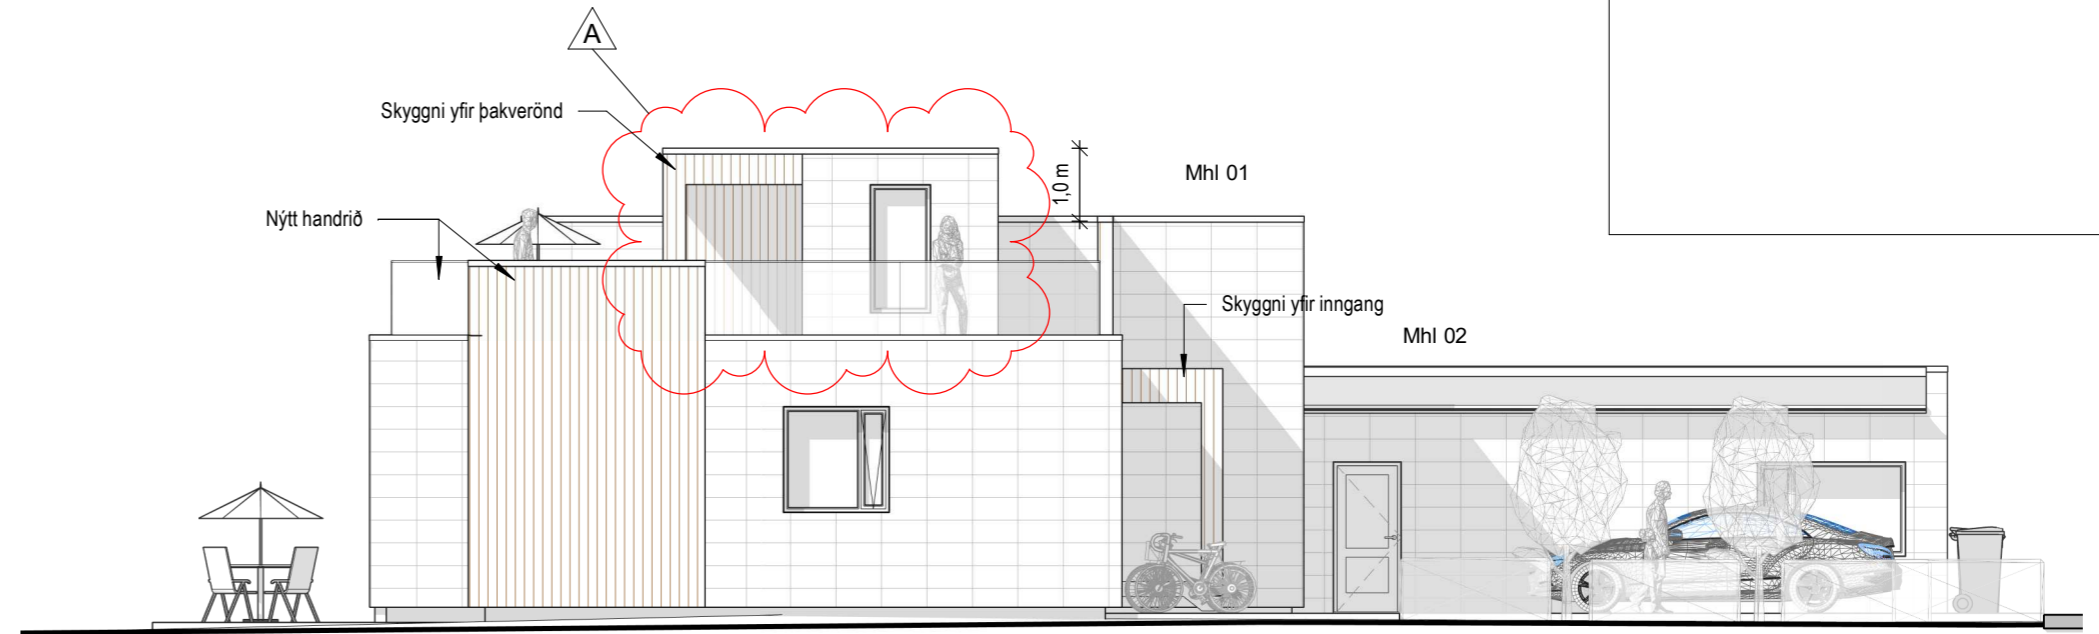 A
Skyggni yfir þakverönd
1,0 m
Mhl 01
Nýtt handrið
Skyggni yfir inngang
Mhl 02